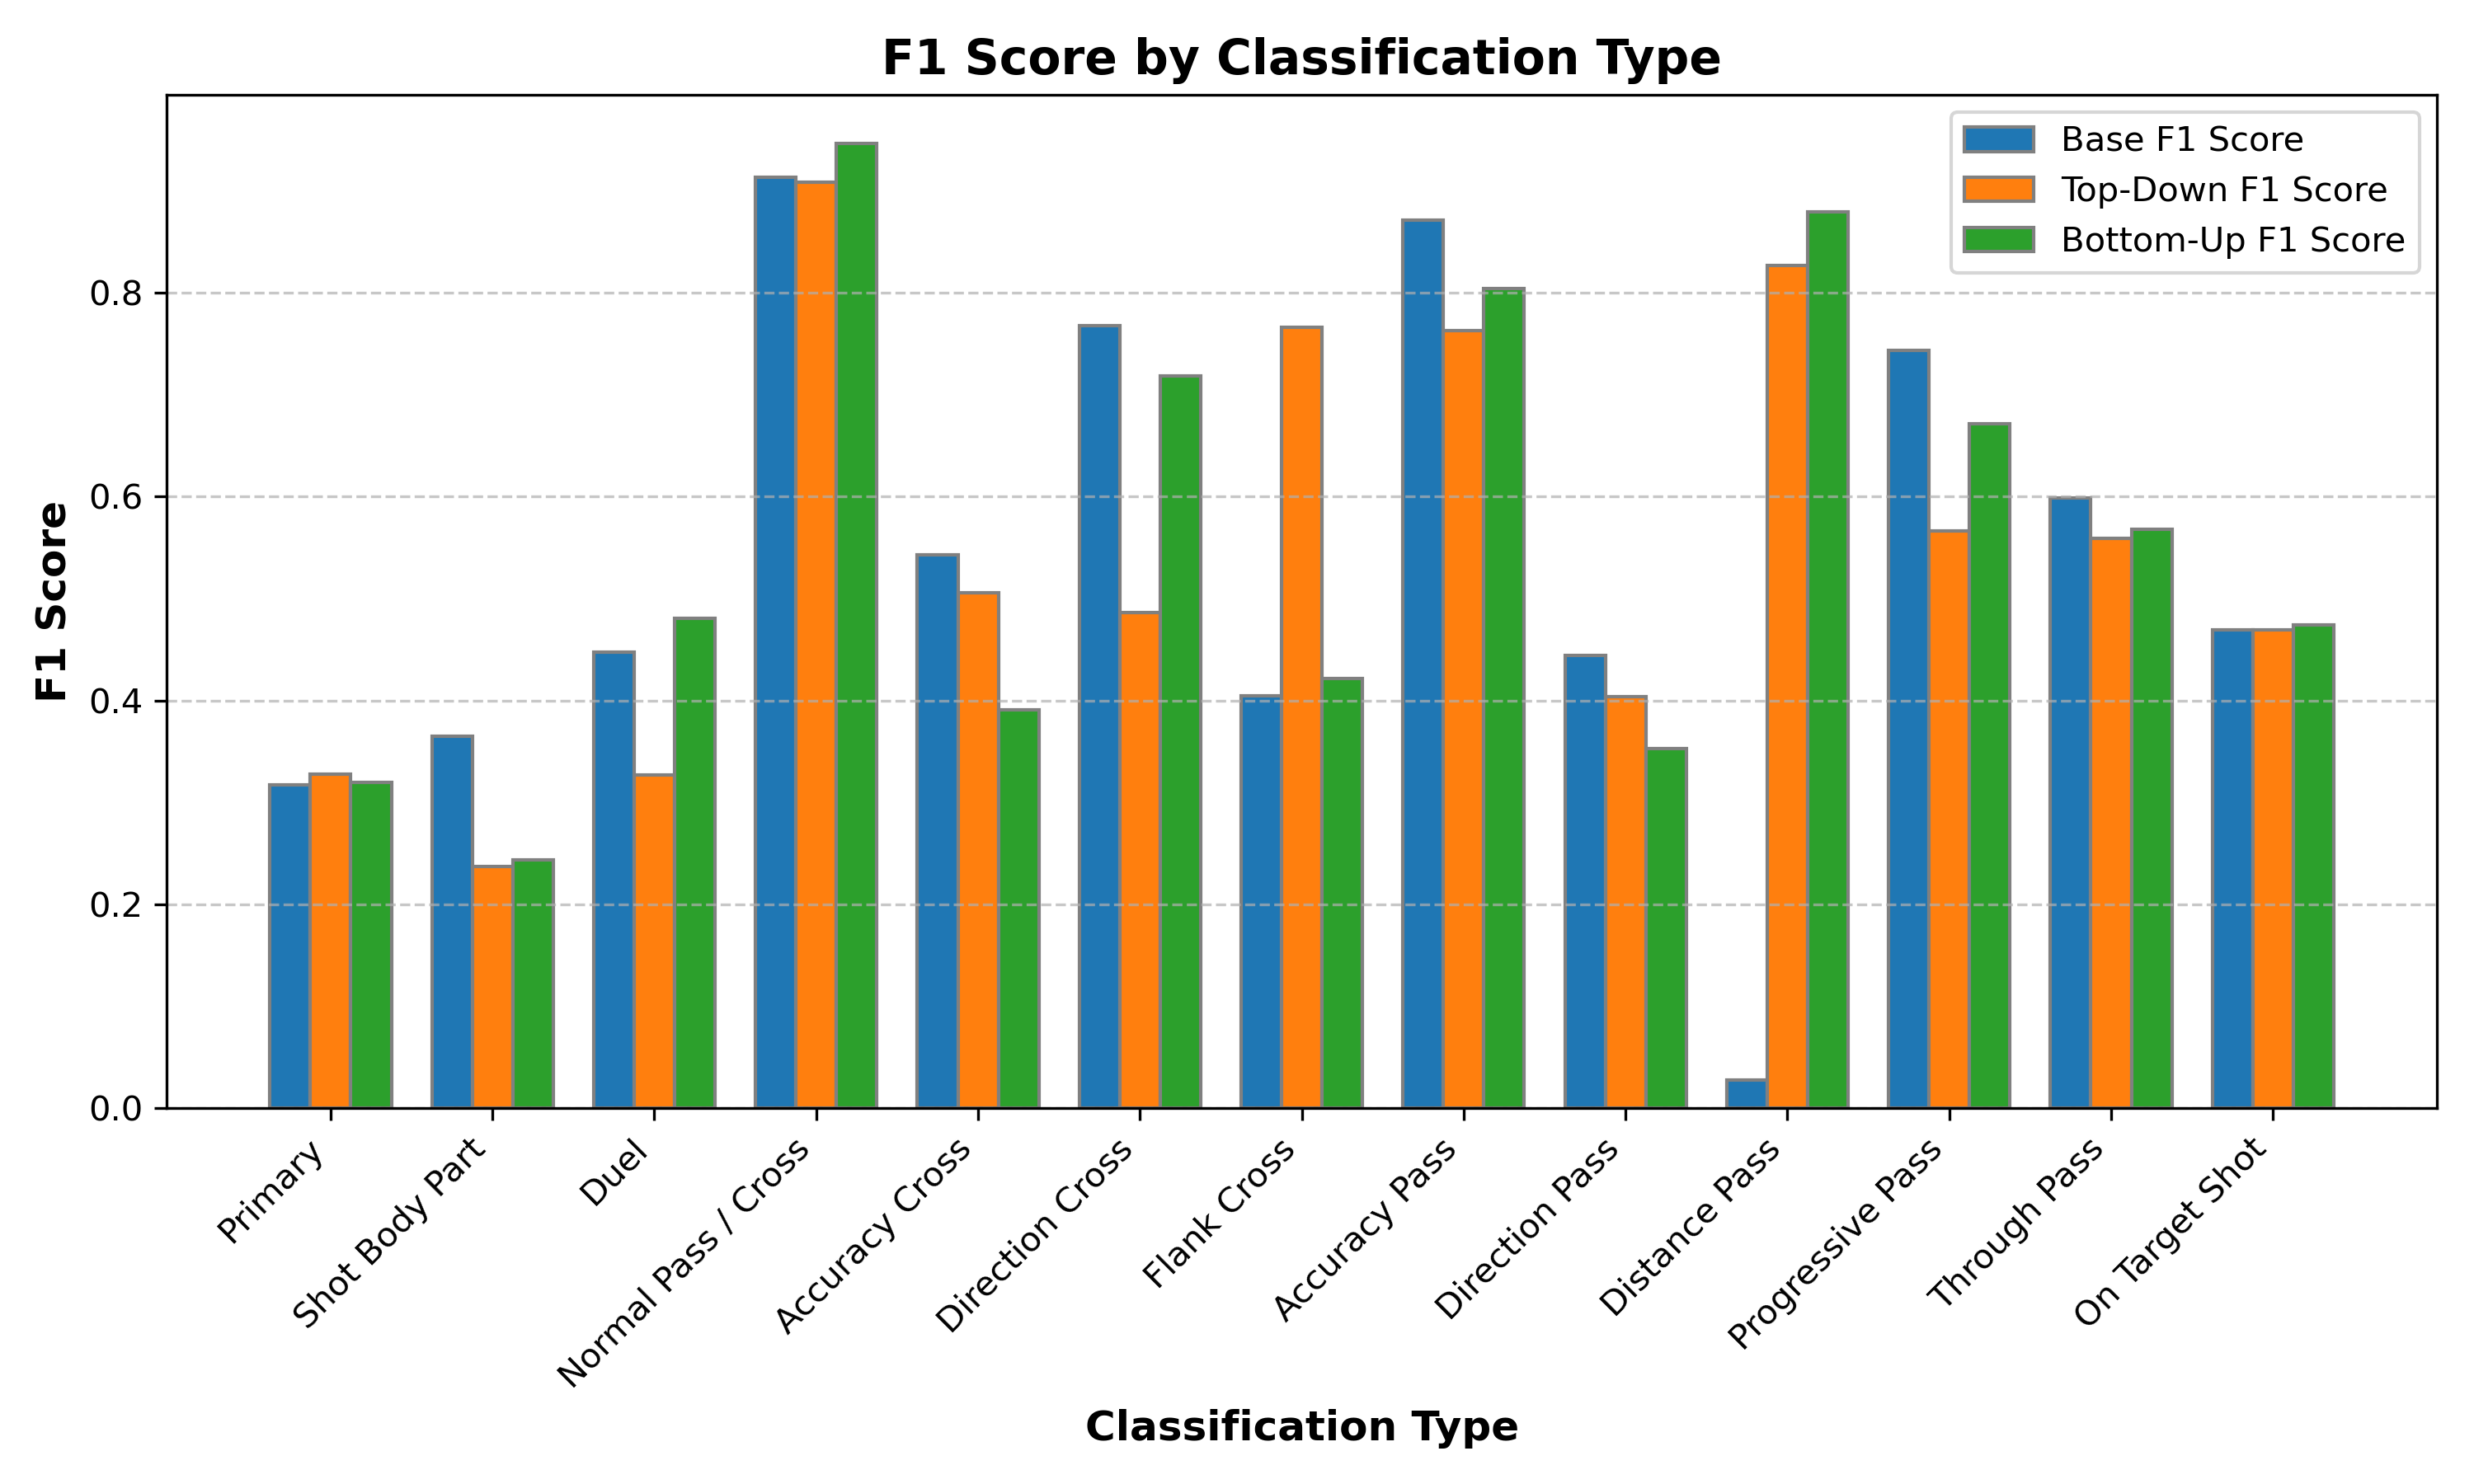 F1 Score by Classification Type
Base F1 Score
Top-Down F1 Score
Bottom-Up F1 Score
F1 Score
0.8
0.6
0.4
0.2
0.0
Primary
Shot Body Part
Duel
Normal Pass / Cross
Accuracy Cross
Direction Cross
Flank Cross
Accuracy Pass
Direction Pass
Distance Pass
Progressive Pass
Through Pass
On Target Shot
Classification Type